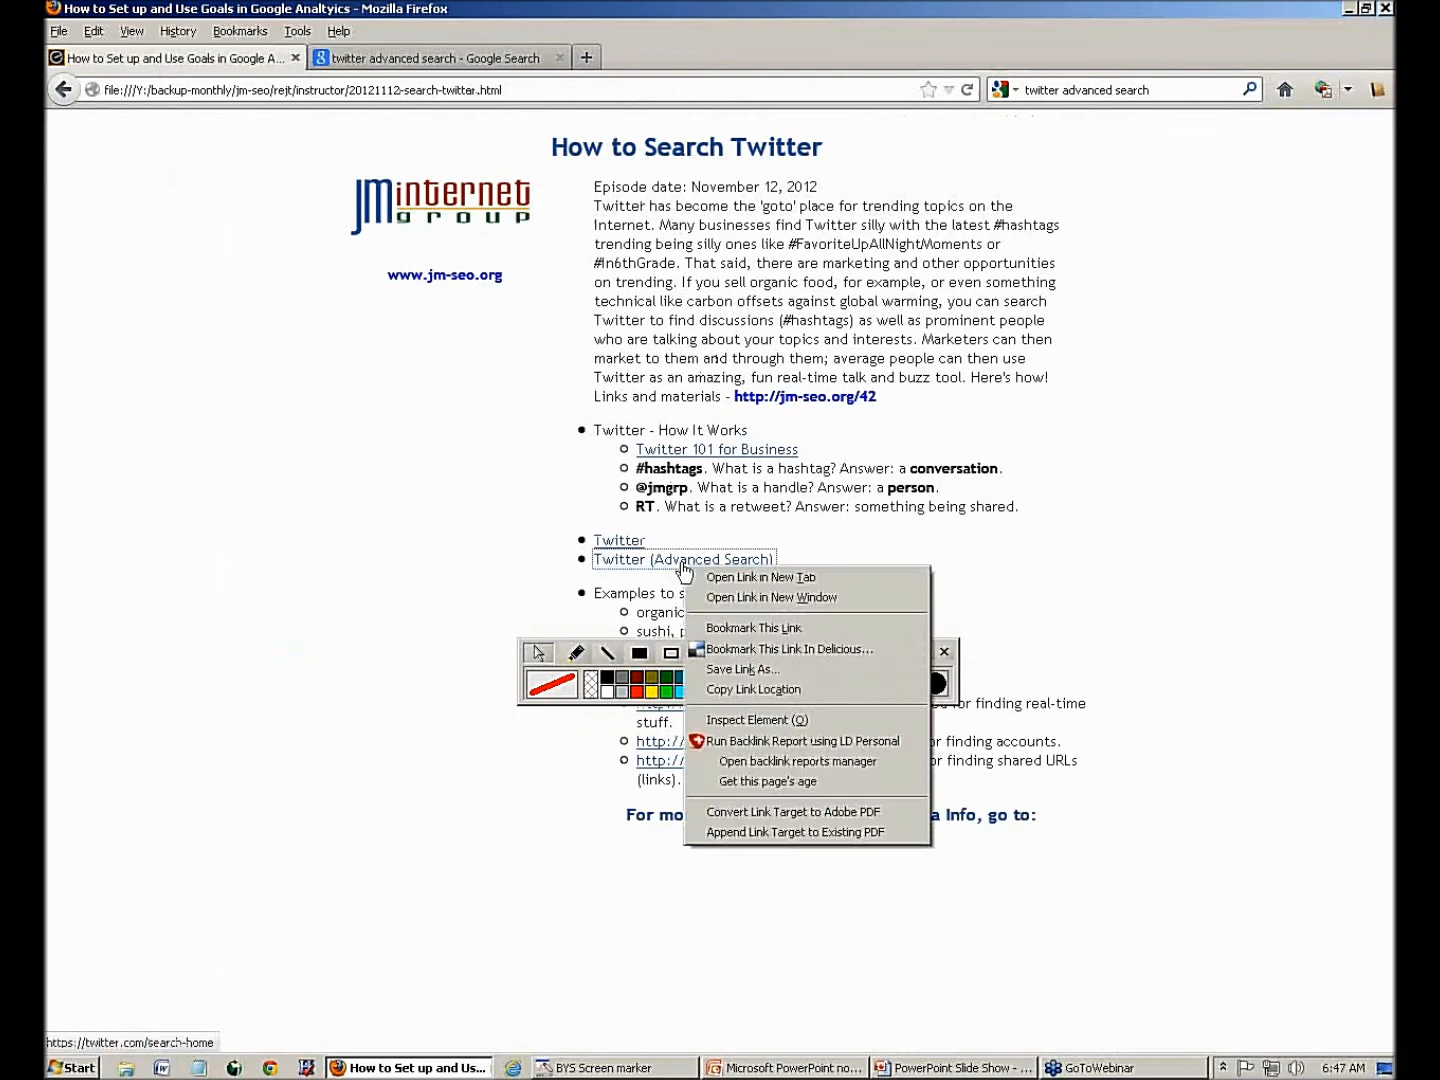 How to Set up and Use Goals in Google Analtyics - Mozilla Firefox
File Edit View History Bookmarks Tools Help
How to Set up and Use Goals in Google A...
twitter advanced search - Google Search
file:///Y:/backup-monthly/jm-seo/rejt/instructor/20121112-search-twitter.html
twitter advanced search
How to Search Twitter
JM internet
group
www.jm-seo.org
Episode date: November 12, 2012
Twitter has become the 'goto' place for trending topics on the
Internet. Many businesses find Twitter silly with the latest #hashtags
trending being silly ones like #FavoriteUpAllNightMoments or
#In6thGrade. That said, there are marketing and other opportunities
on trending. If you sell organic food, for example, or even something
technical like carbon offsets against global warming, you can search
Twitter to find discussions (#hashtags) as well as prominent people
who are talking about your topics and interests. Marketers can then
market to them and through them; average people can then use
Twitter as an amazing, fun real-time talk and buzz tool. Here's how!
Links and materials - http://jm-seo.org/42
Twitter - How It Works
Twitter 101 for Business
#hashtags. What is a hashtag? Answer: a conversation.
@jmgrp. What is a handle? Answer: a person.
RT. What is a retweet? Answer: something being shared.
Twitter
Twitter (Advanced Search)
Examples to s
organic
sushi, p
for finding real-time
stuff.
http:// or finding accounts.
http:// or finding shared URLs
(links).
For mo a Info, go to:
Open Link in New Tab
Open Link in New Window
Bookmark This Link
Bookmark This Link In Delicious...
Save Link As...
Copy Link Location
Inspect Element (Q)
Run Backlink Report using LD Personal
Open backlink reports manager
Get this page's age
Convert Link Target to Adobe PDF
Append Link Target to Existing PDF
https://twitter.com/search-home
Start
How to Set up and Us...
BYS Screen marker
Microsoft PowerPoint no...
PowerPoint Slide Show - ...
GoToWebinar
6:47 AM